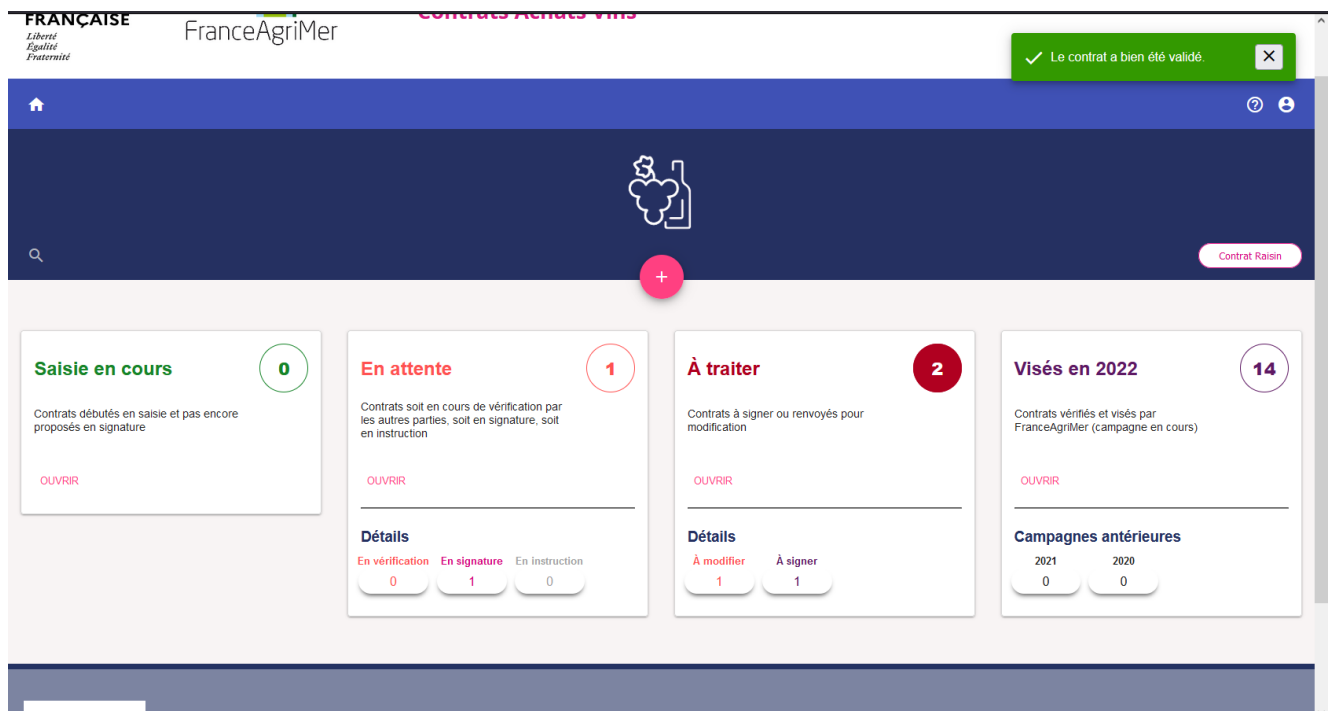 FRANÇAISE
Liberté
Égalité
Fraternité
FranceAgriMer
Contrats Achats Vins
Le contrat a bien été validé.
Contrat Raisin
Saisie en cours
0
Contrats débutés en saisie et pas encore
proposés en signature
OUVRIR
En attente
1
Contrats soit en cours de vérification par
les autres parties, soit en signature, soit
en instruction
OUVRIR
Détails
En vérification En signature En instruction
0 1 0
À traiter
2
Contrats à signer ou renvoyés pour
modification
OUVRIR
Détails
À modifier À signer
1 1
Visés en 2022
14
Contrats vérifiés et visés par
FranceAgriMer (campagne en cours)
OUVRIR
Campagnes antérieures
2021 2020
0 0